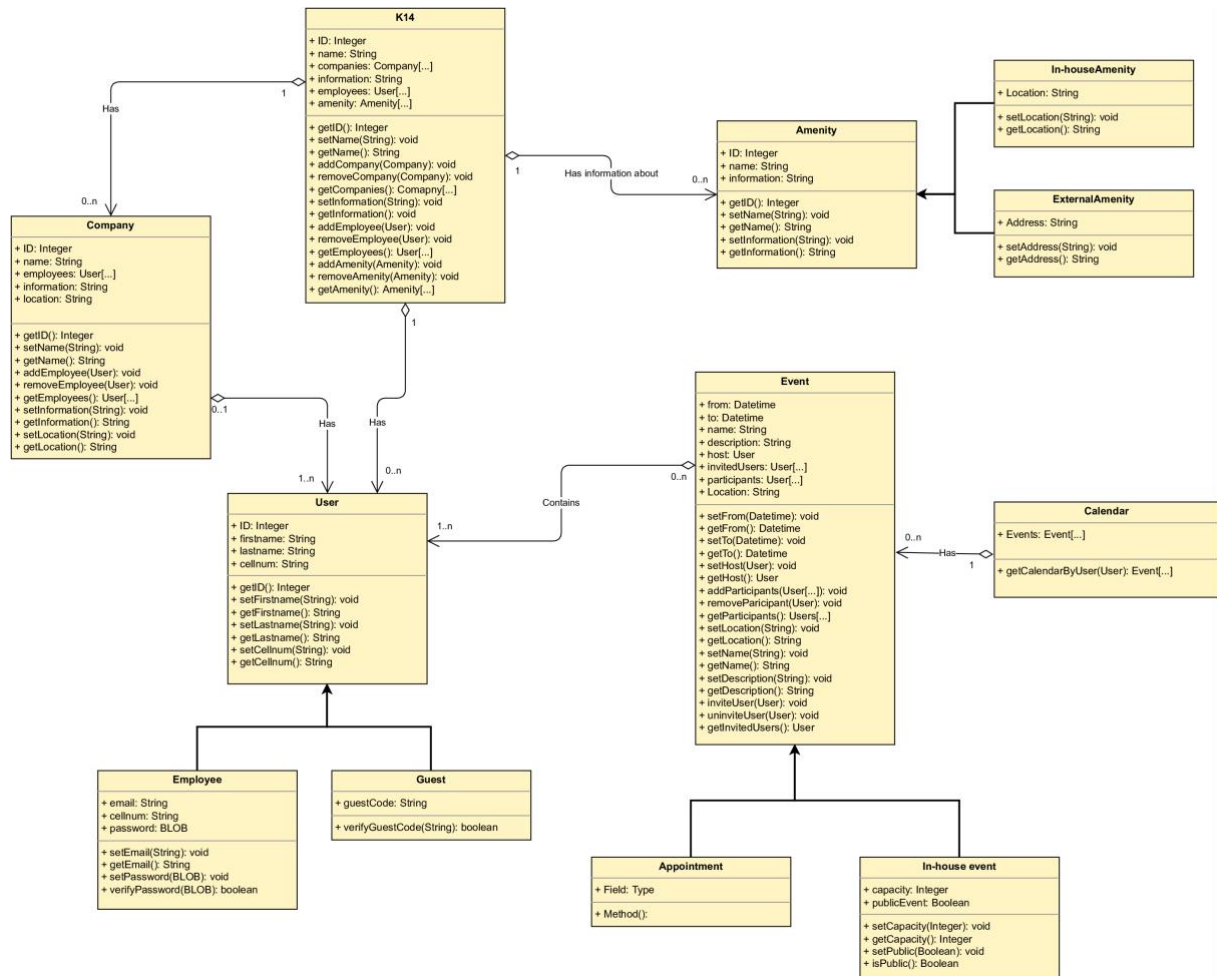 K14
+ ID: Integer
+ name: String
+ companies: Company[...]
+ information: String
+ employees: User[...]
+ amenity: Amenity[...]
+ getID(): Integer
+ setName(String): void
+ getName(): String
+ addCompany(Company): void
+ removeCompany(Company): void
+ getCompanies(): Comapny[...]
+ setInformation(String): void
+ getInformation(): void
+ addEmployee(User): void
+ removeEmployee(User): void
+ getEmployees(): User[...]
+ addAmenity(Amenity): void
+ removeAmenity(Amenity): void
+ getAmenity(): Amenity[...]
1
Has
0..n
1
Has information about
0..n
1
Has
0..n
In-houseAmenity
+ Location: String
+ setLocation(String): void
+ getLocation(): String
Amenity
+ ID: Integer
+ name: String
+ information: String
+ getID(): Integer
+ setName(String): void
+ getName(): String
+ setInformation(String): void
+ getInformation(): String
ExternalAmenity
+ Address: String
+ setAddress(String): void
+ getAddress(): String
Company
+ ID: Integer
+ name: String
+ employees: User[...]
+ information: String
+ location: String
+ getID(): Integer
+ setName(String): void
+ getName(): String
+ addEmployee(User): void
+ removeEmployee(User): void
+ getEmployees(): User[...]
+ setInformation(String): void
+ getInformation(): String
+ setLocation(String): void
+ getLocation(): String
0..1
Has
1..n
Event
+ from: Datetime
+ to: Datetime
+ name: String
+ description: String
+ host: User
+ invitedUsers: User[...]
+ participants: User[...]
+ Location: String
+ setFrom(Datetime): void
+ getFrom(): Datetime
+ setTo(Datetime): void
+ getTo(): Datetime
+ setHost(User): void
+ getHost(): User
+ addParticipants(User[...]): void
+ removeParicipant(User): void
+ getParticipants(): Users[...]
+ setLocation(String): void
+ getLocation(): String
+ setName(String): void
+ getName(): String
+ setDescription(String): void
+ getDescription(): String
+ inviteUser(User): void
+ uninviteUser(User): void
+ getInvitedUsers(): User
0..n
Contains
1..n
Calendar
+ Events: Event[...]
+ getCalendarByUser(User): Event[...]
0..n
Has
1
User
+ ID: Integer
+ firstname: String
+ lastname: String
+ cellnum: String
+ getID(): Integer
+ setFirstname(String): void
+ getFirstname(): String
+ setLastname(String): void
+ getLastname(): String
+ setCellnum(String): void
+ getCellnum(): String
Employee
+ email: String
+ cellnum: String
+ password: BLOB
+ setEmail(String): void
+ getEmail(): String
+ setPassword(BLOB): void
+ verifyPassword(BLOB): boolean
Guest
+ guestCode: String
+ verifyGuestCode(String): boolean
Appointment
+ Field: Type
+ Method():
In-house event
+ capacity: Integer
+ publicEvent: Boolean
+ setCapacity(Integer): void
+ getCapacity(): Integer
+ setPublic(Boolean): void
+ isPublic(): Boolean